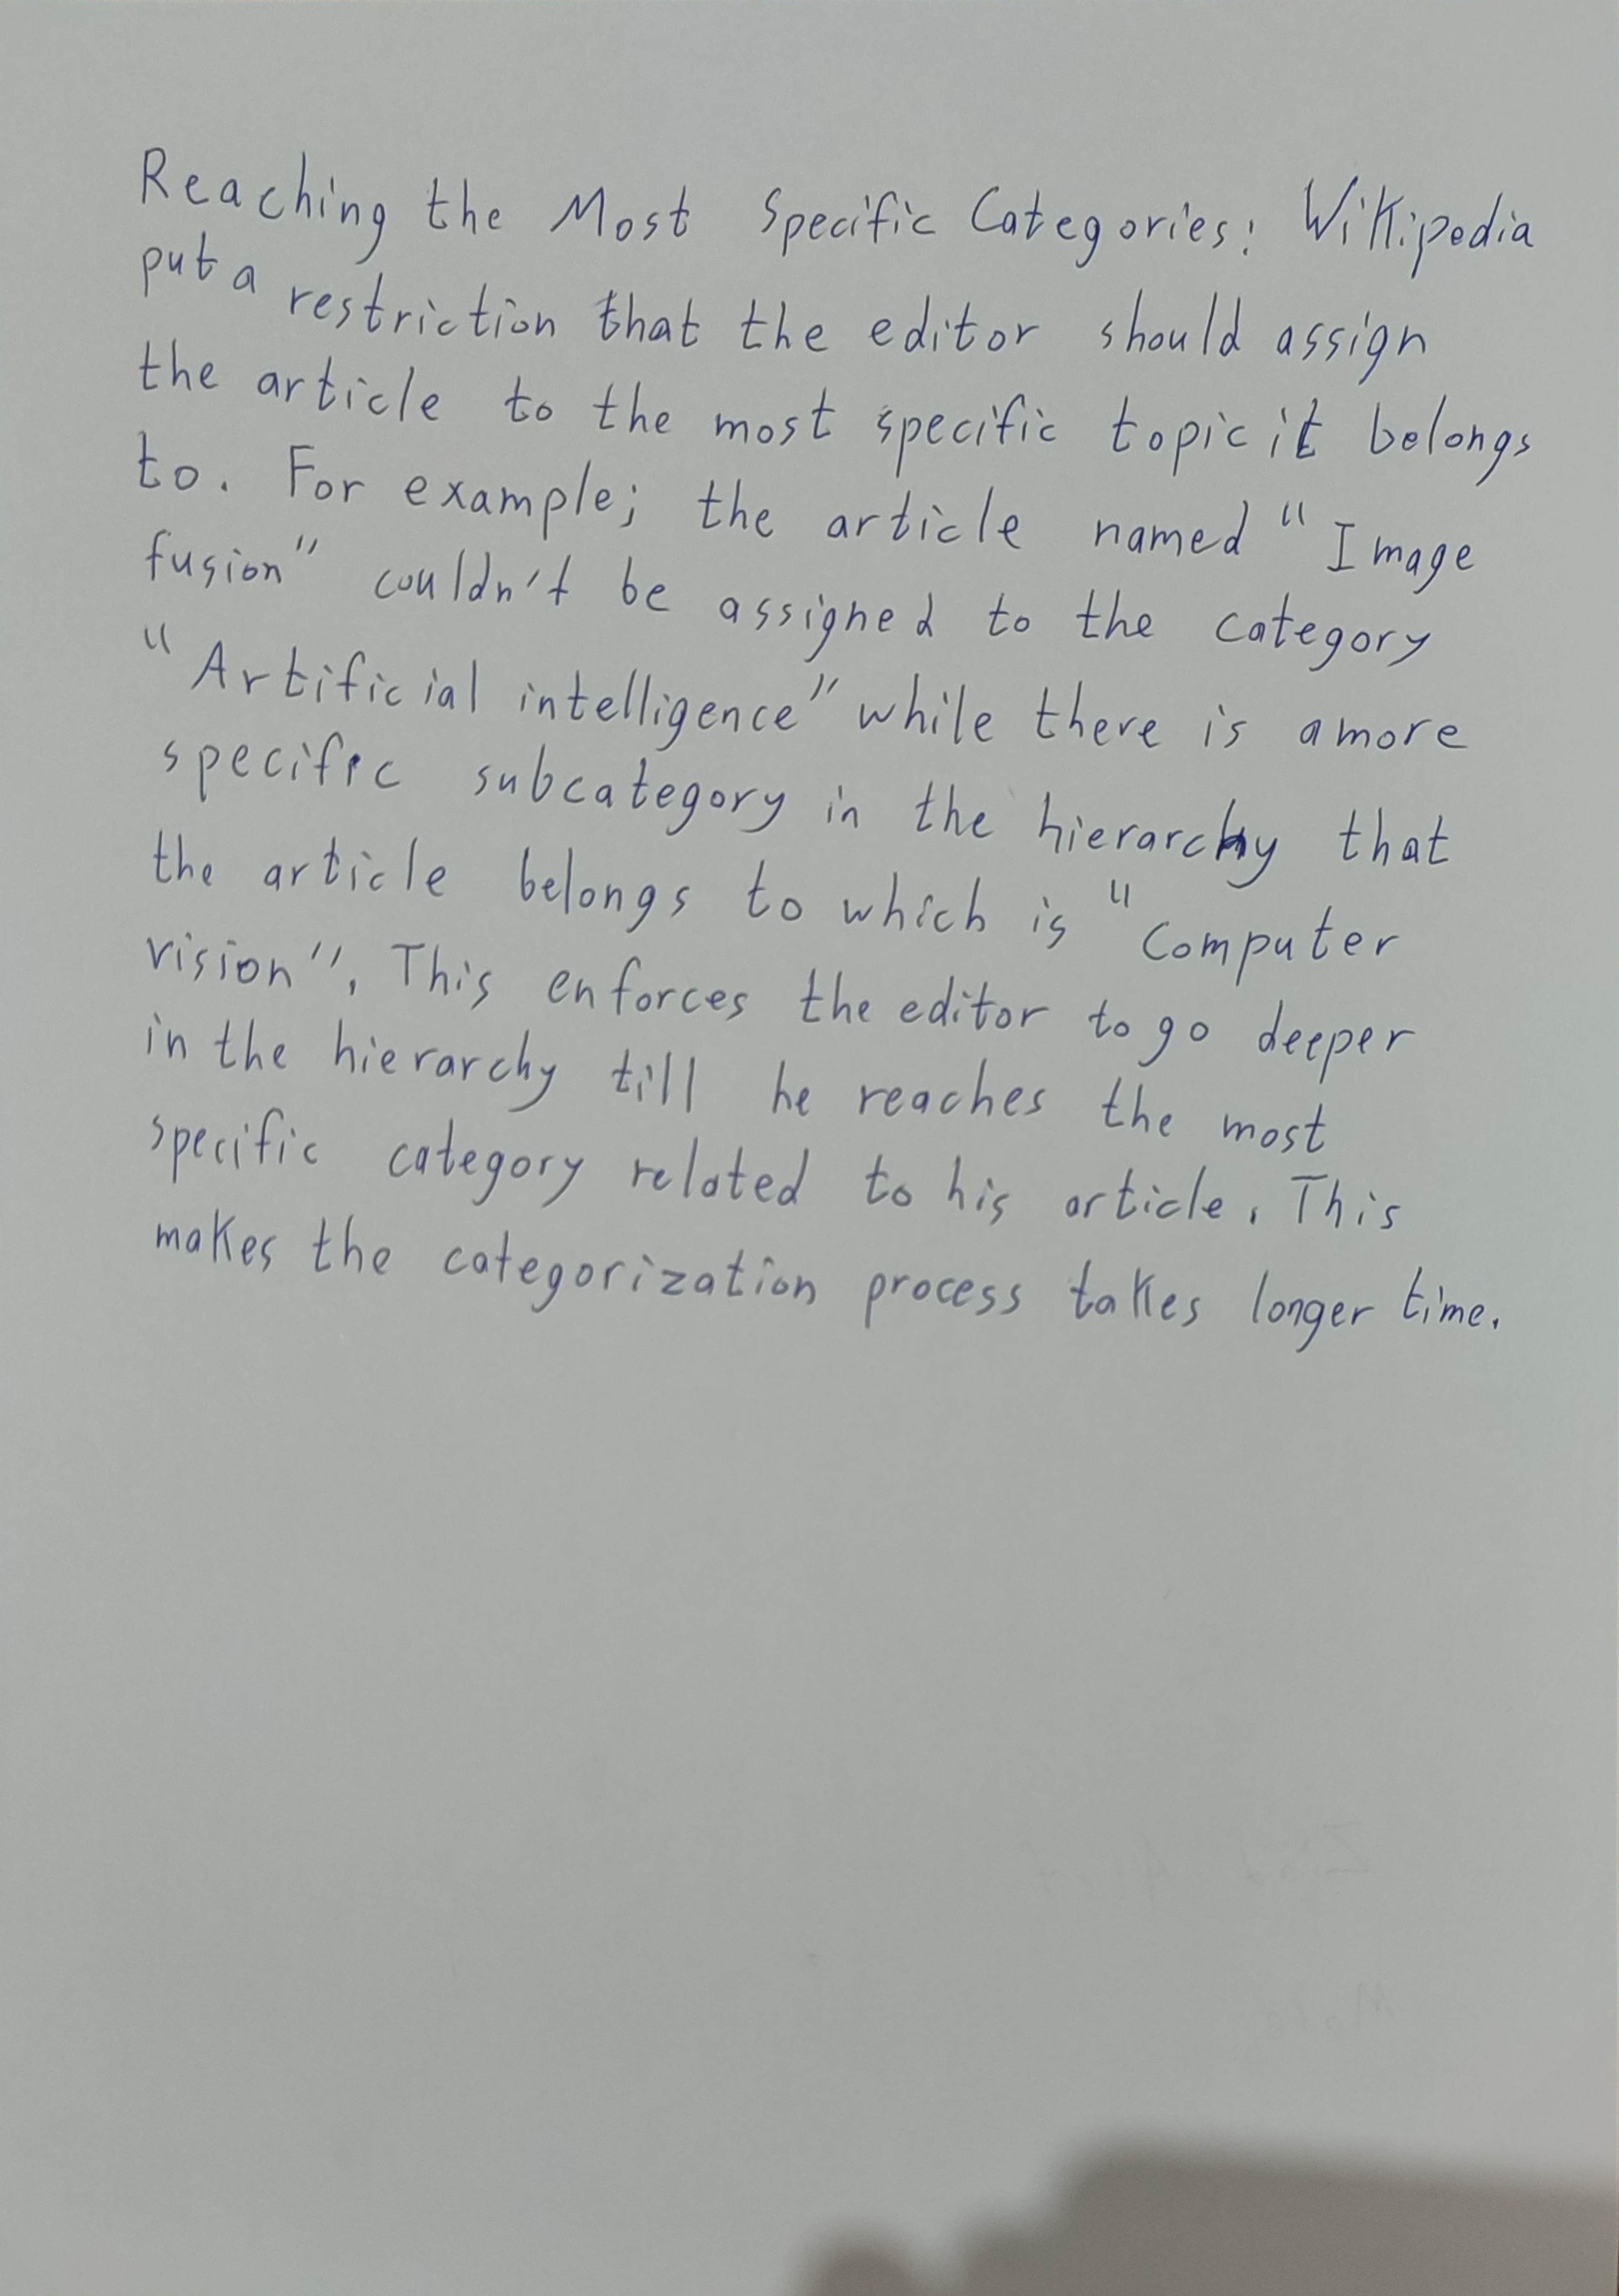 Reaching the Most Specific Categories: Wikipedia
put a restriction that the editor should assign
the article to the most specific topic it belongs
to. For example; the article named "Image
fusion" couldn't be assigned to the category
"Artificial intelligence" while there is a more
specific subcategory in the hierarchy that
the article belongs to which is "Computer
vision". This enforces the editor to go deeper
in the hierarchy till he reaches the most
specific category related to his article. This
makes the categorization process takes longer time.